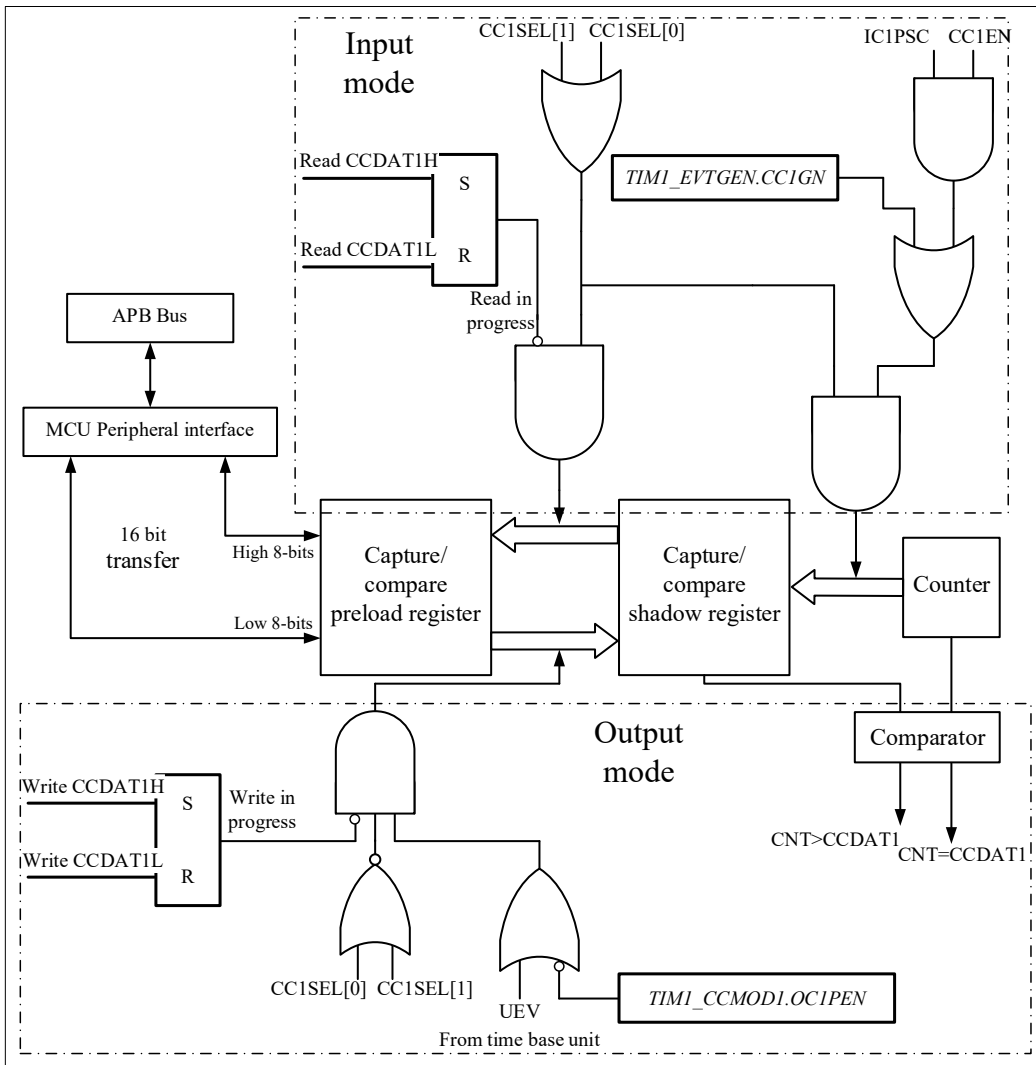 CC1SEL[1] CC1SEL[0]
IC1PSC CC1EN
Input
mode
Read CCDAT1H
S
TIM1_EVTGEN.CC1GN
Read CCDAT1L
R
Read in
progress
APB Bus
MCU Peripheral interface
16 bit
transfer
High 8-bits
Low 8-bits
Capture/
compare
preload register
Capture/
compare
shadow register
Counter
Output
mode
Comparator
Write CCDAT1H
S
Write in
progress
Write CCDAT1L
R
CNT>CCDAT1
CNT=CCDAT1
CC1SEL[0] CC1SEL[1]
UEV
TIM1_CCMOD1.OC1PEN
From time base unit